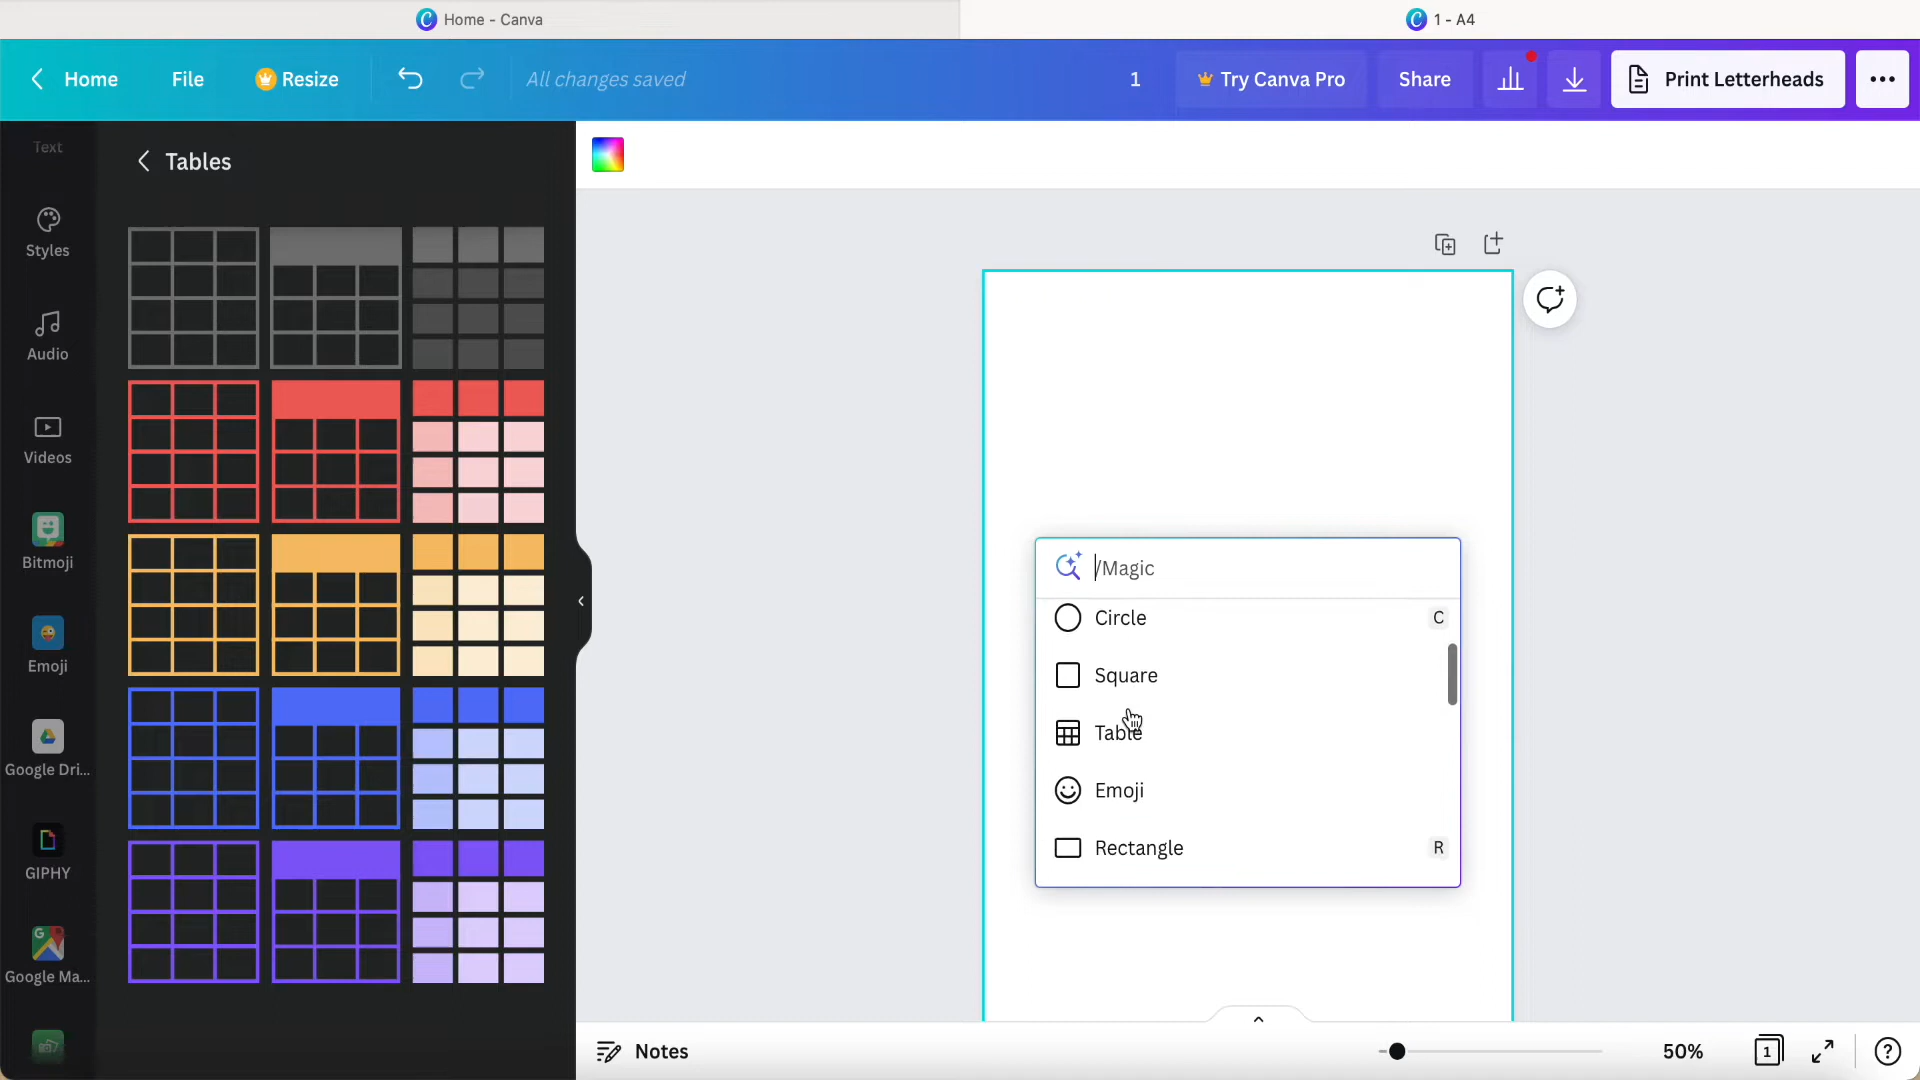 Home - Canva
1 - A4
Home
File
Resize
All changes saved
1
Try Canva Pro
Share
Print Letterheads
Text
Styles
Audio
Videos
Bitmoji
Emoji
Google Dri...
GIPHY
Google Ma...
Tables
/Magic
Circle
C
Square
Table
Emoji
Rectangle
R
Notes
50%
1